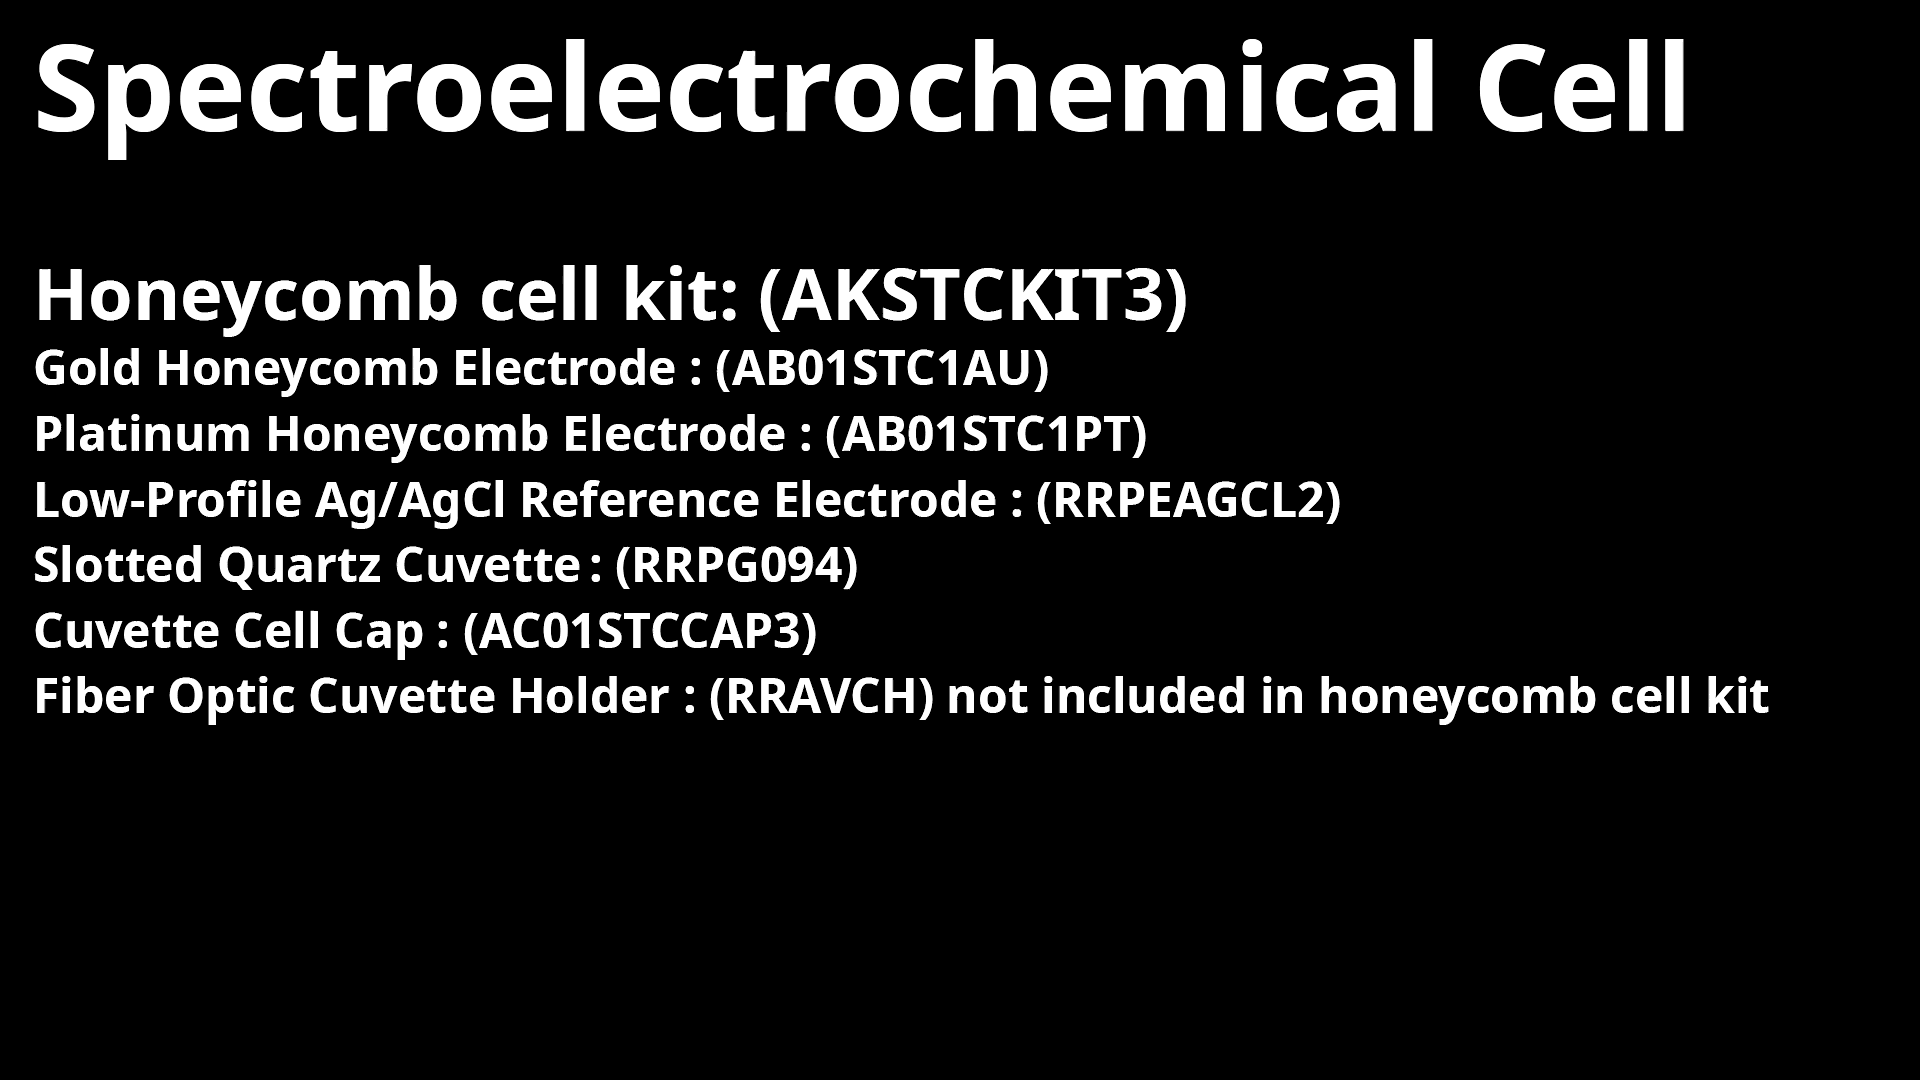 Spectroelectrochemical Cell
Honeycomb cell kit: (AKSTCKIT3)
Gold Honeycomb Electrode : (AB01STC1AU)
Platinum Honeycomb Electrode : (AB01STC1PT)
Low-Profile Ag/AgCl Reference Electrode : (RRPEAGCL2)
Slotted Quartz Cuvette : (RRPG094)
Cuvette Cell Cap : (AC01STCCAP3)
Fiber Optic Cuvette Holder : (RRAVCH) not included in honeycomb cell kit